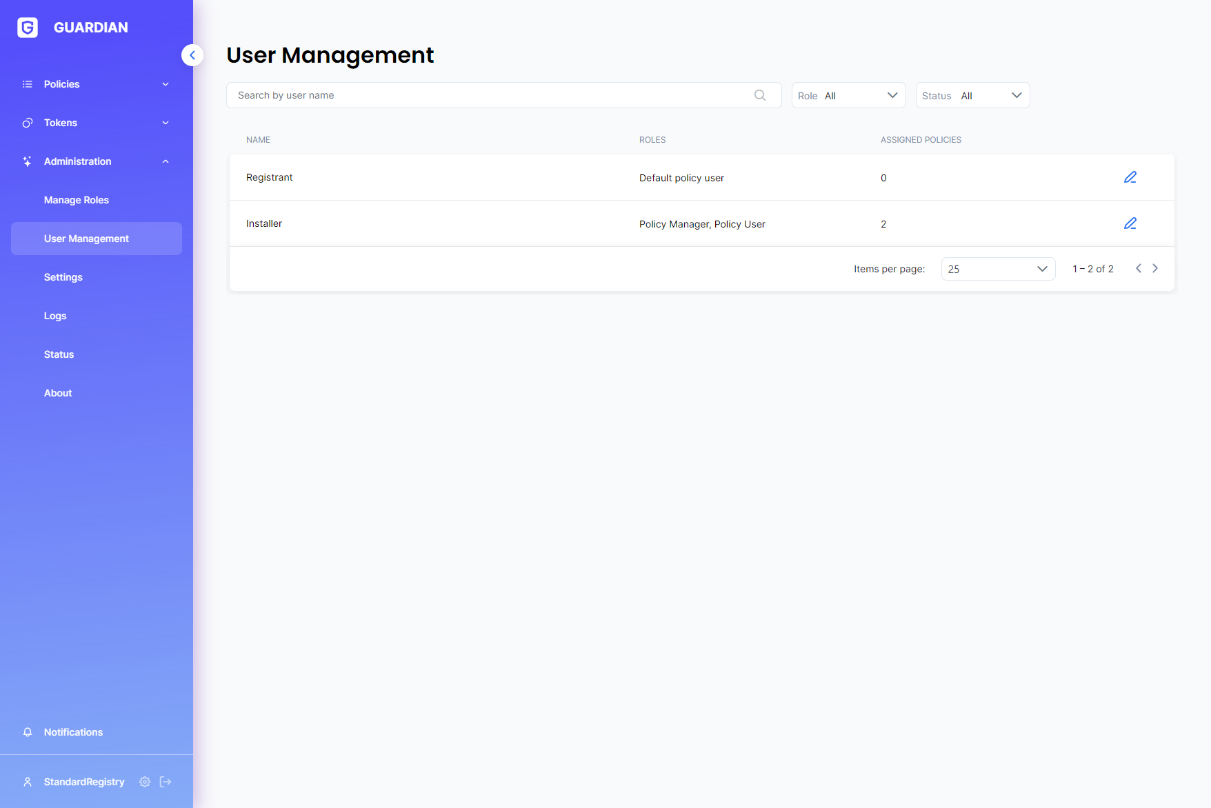 GUARDIAN
Policies
Tokens
Administration
Manage Roles
User Management
Settings
Logs
Status
About
Notifications
StandardRegistry
User Management
Search by user name
Role All
Status All
NAME ROLES ASSIGNED POLICIES
Registrant Default policy user 0
Installer Policy Manager, Policy User 2
Items per page: 25 1 – 2 of 2